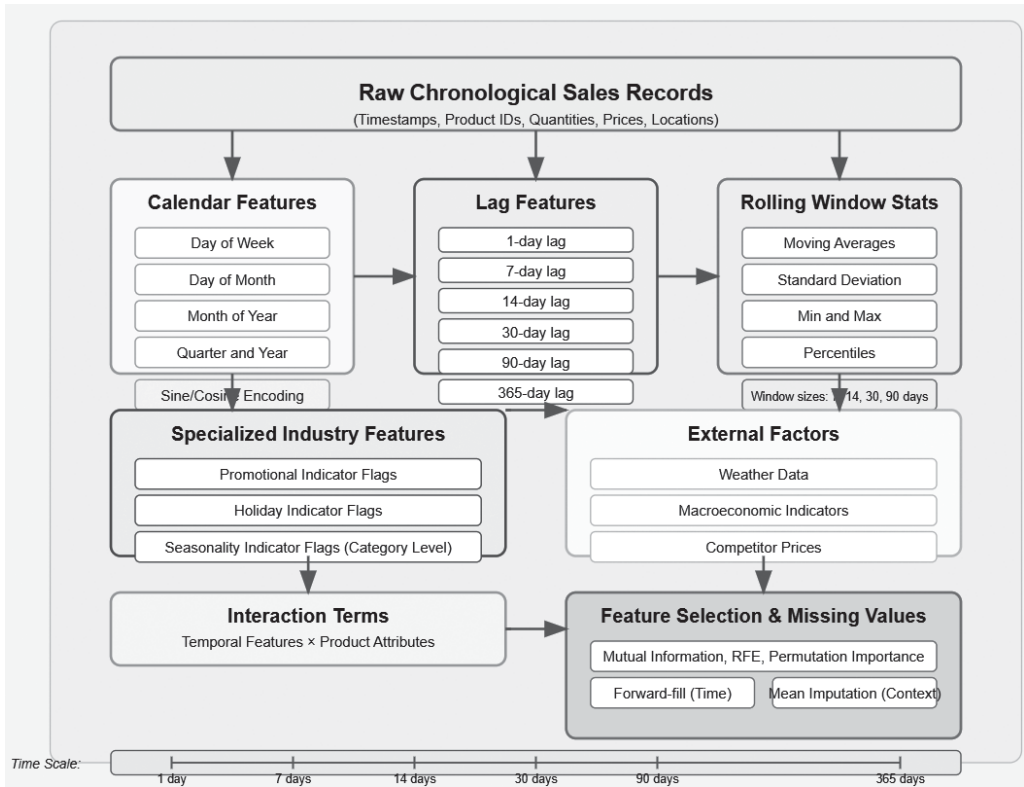 Raw Chronological Sales Records
(Timestamps, Product IDs, Quantities, Prices, Locations)
Calendar Features
Day of Week
Day of Month
Month of Year
Quarter and Year
Sine/Cosine Encoding
Lag Features
1-day lag
7-day lag
14-day lag
30-day lag
90-day lag
365-day lag
Rolling Window Stats
Moving Averages
Standard Deviation
Min and Max
Percentiles
Window sizes: 14, 30, 90 days
Specialized Industry Features
Promotional Indicator Flags
Holiday Indicator Flags
Seasonality Indicator Flags (Category Level)
External Factors
Weather Data
Macroeconomic Indicators
Competitor Prices
Interaction Terms
Temporal Features × Product Attributes
Feature Selection & Missing Values
Mutual Information, RFE, Permutation Importance
Forward-fill (Time)
Mean Imputation (Context)
Time Scale:
1 day
7 days
14 days
30 days
90 days
365 days